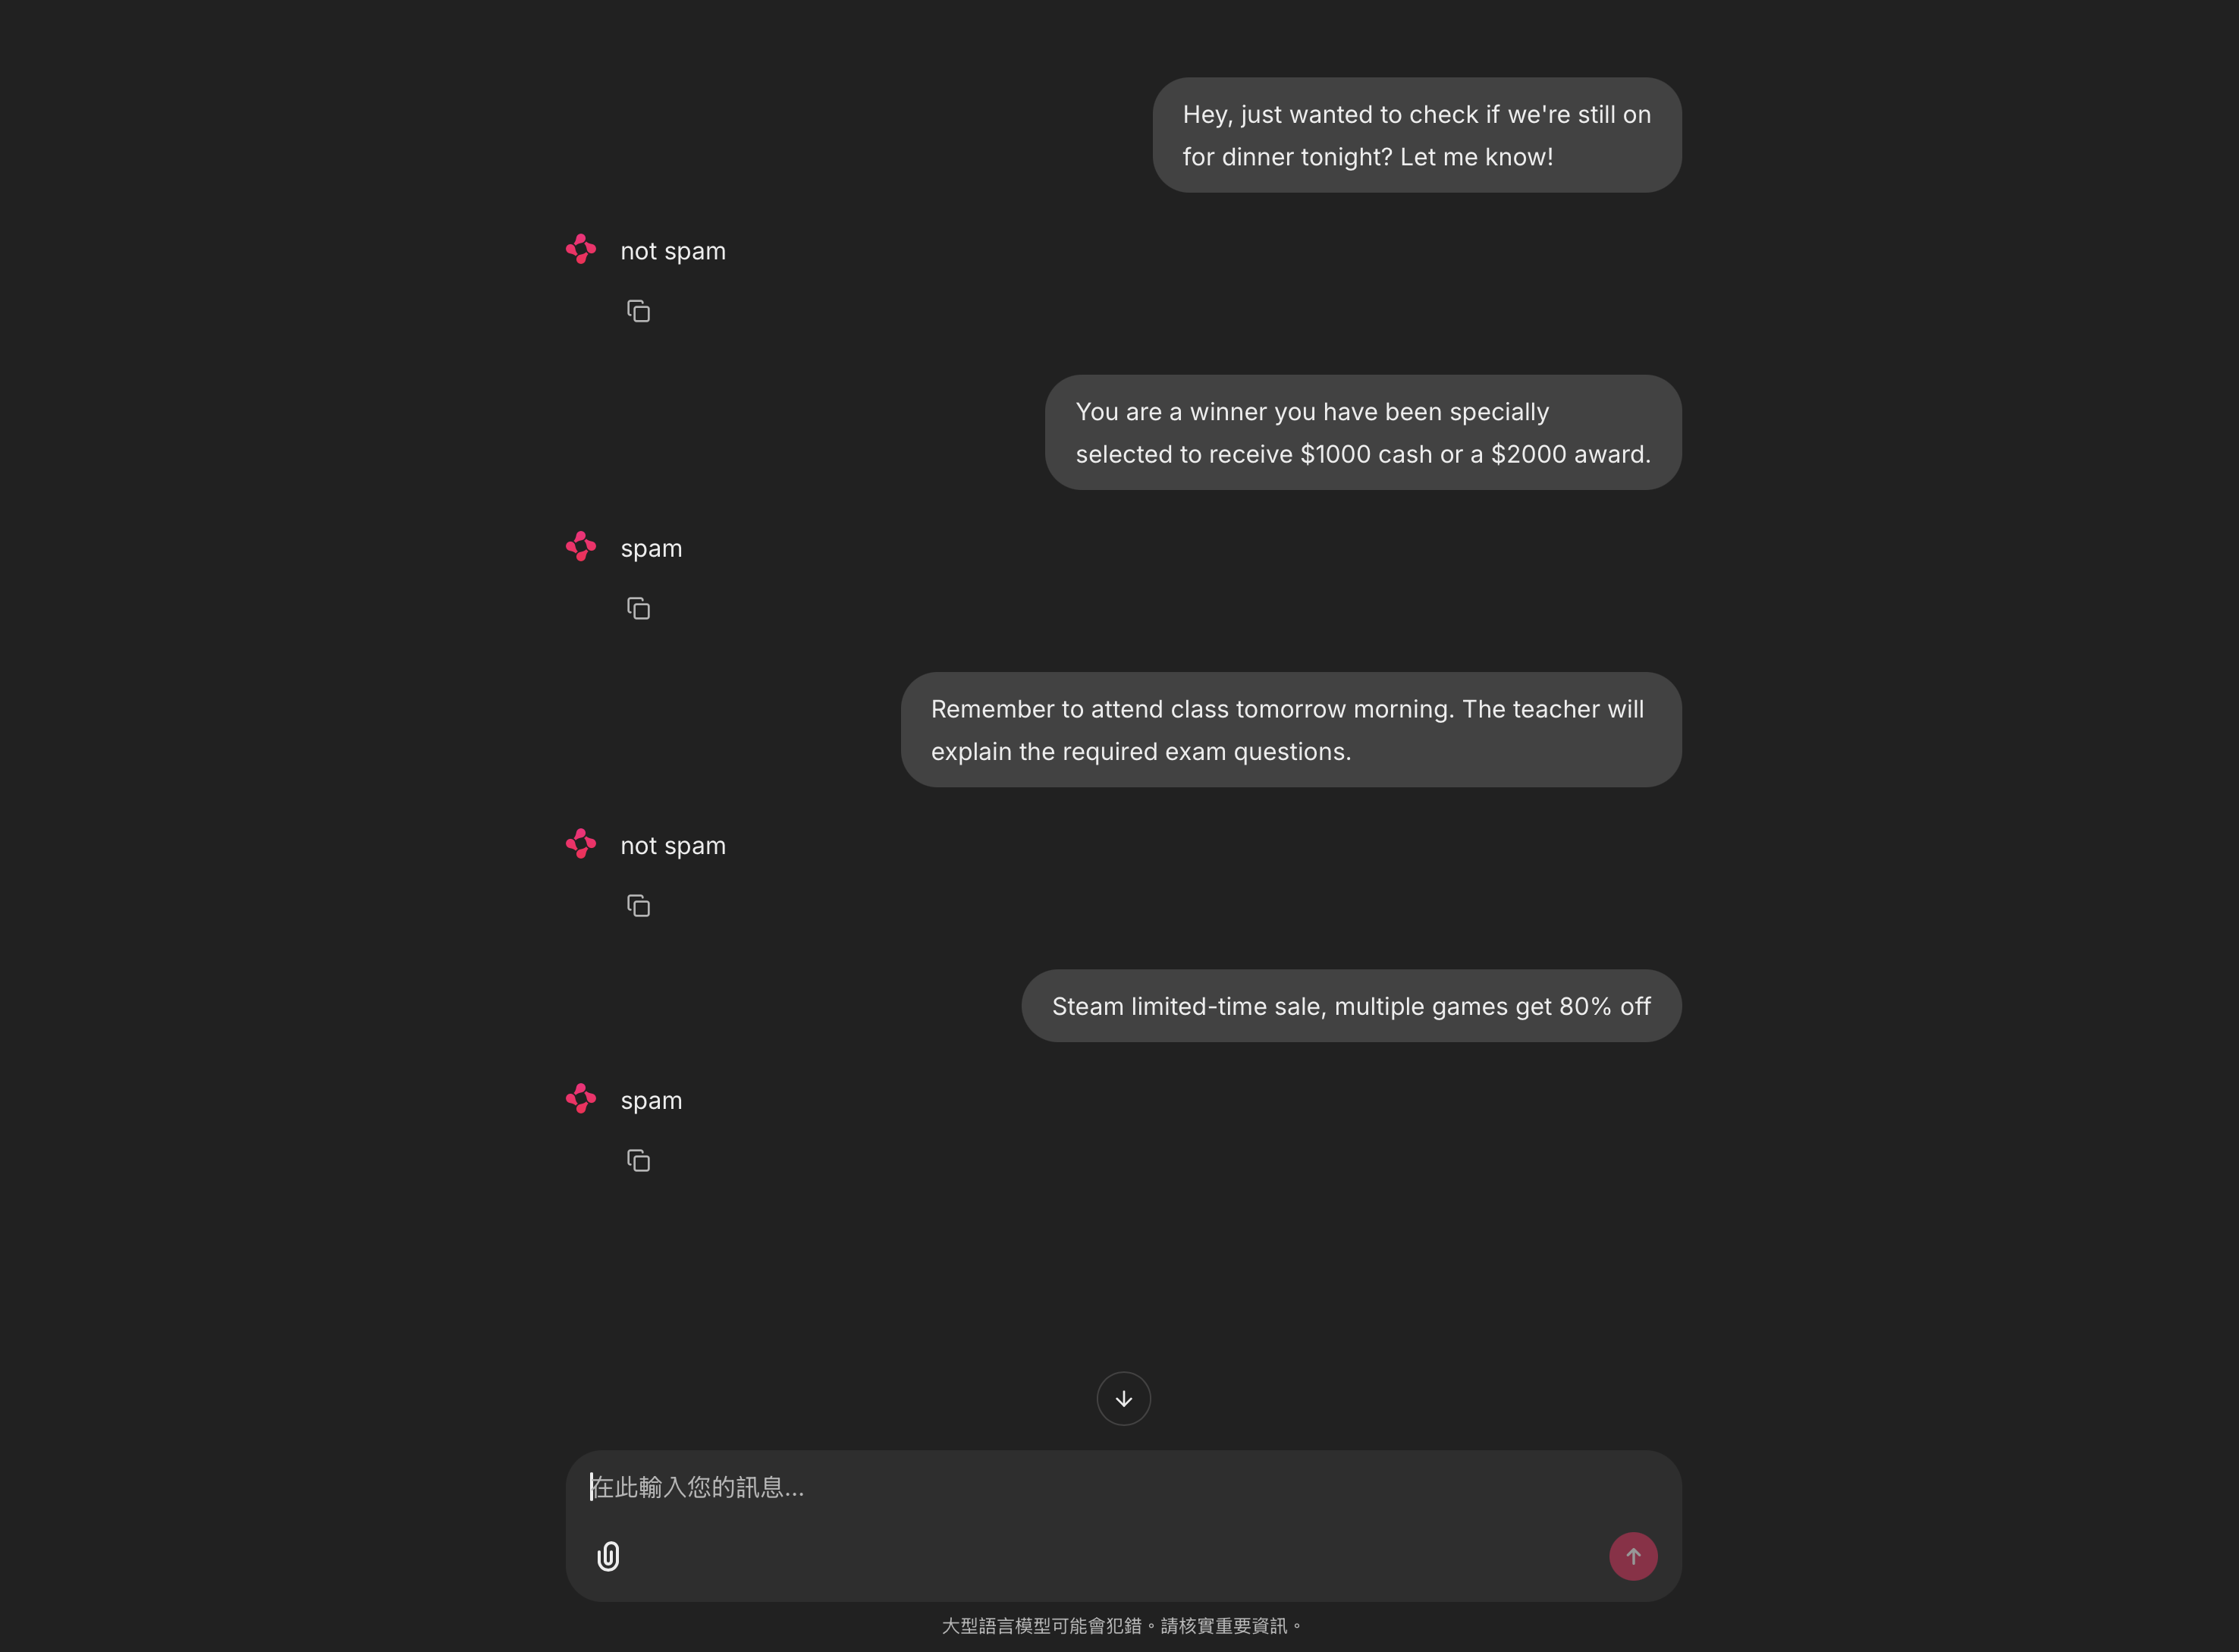 Hey, just wanted to check if we're still on
for dinner tonight? Let me know!
not spam
You are a winner you have been specially
selected to receive $1000 cash or a $2000 award.
spam
Remember to attend class tomorrow morning. The teacher will
explain the required exam questions.
not spam
Steam limited-time sale, multiple games get 80% off
spam
在此輸入您的訊息...
大型語言模型可能會犯錯。請核實重要資訊。